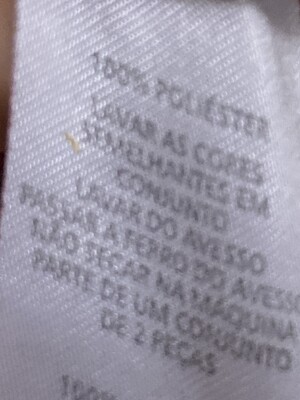 100% POLIÉSTER
LAVAR AS CORES
SEMELHANTES EM
CONJUNTO
LAVAR DO AVESSO
PASSAR A FERRO DO AVESSO
NÃO SECAR NA MÁQUINA
PARTE DE UM CONJUNTO
DE 2 PEÇAS
100%